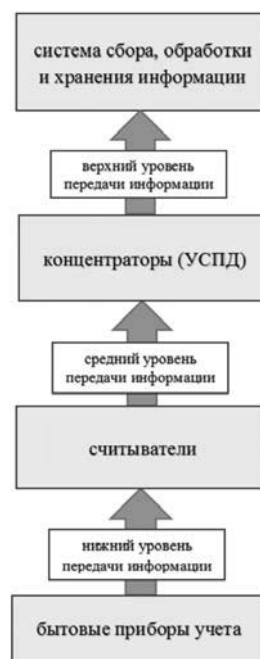 система сбора, обработки
и хранения информации
верхний уровень
передачи информации
концентраторы (УСПД)
средний уровень
передачи информации
считыватели
нижний уровень
передачи информации
бытовые приборы учета